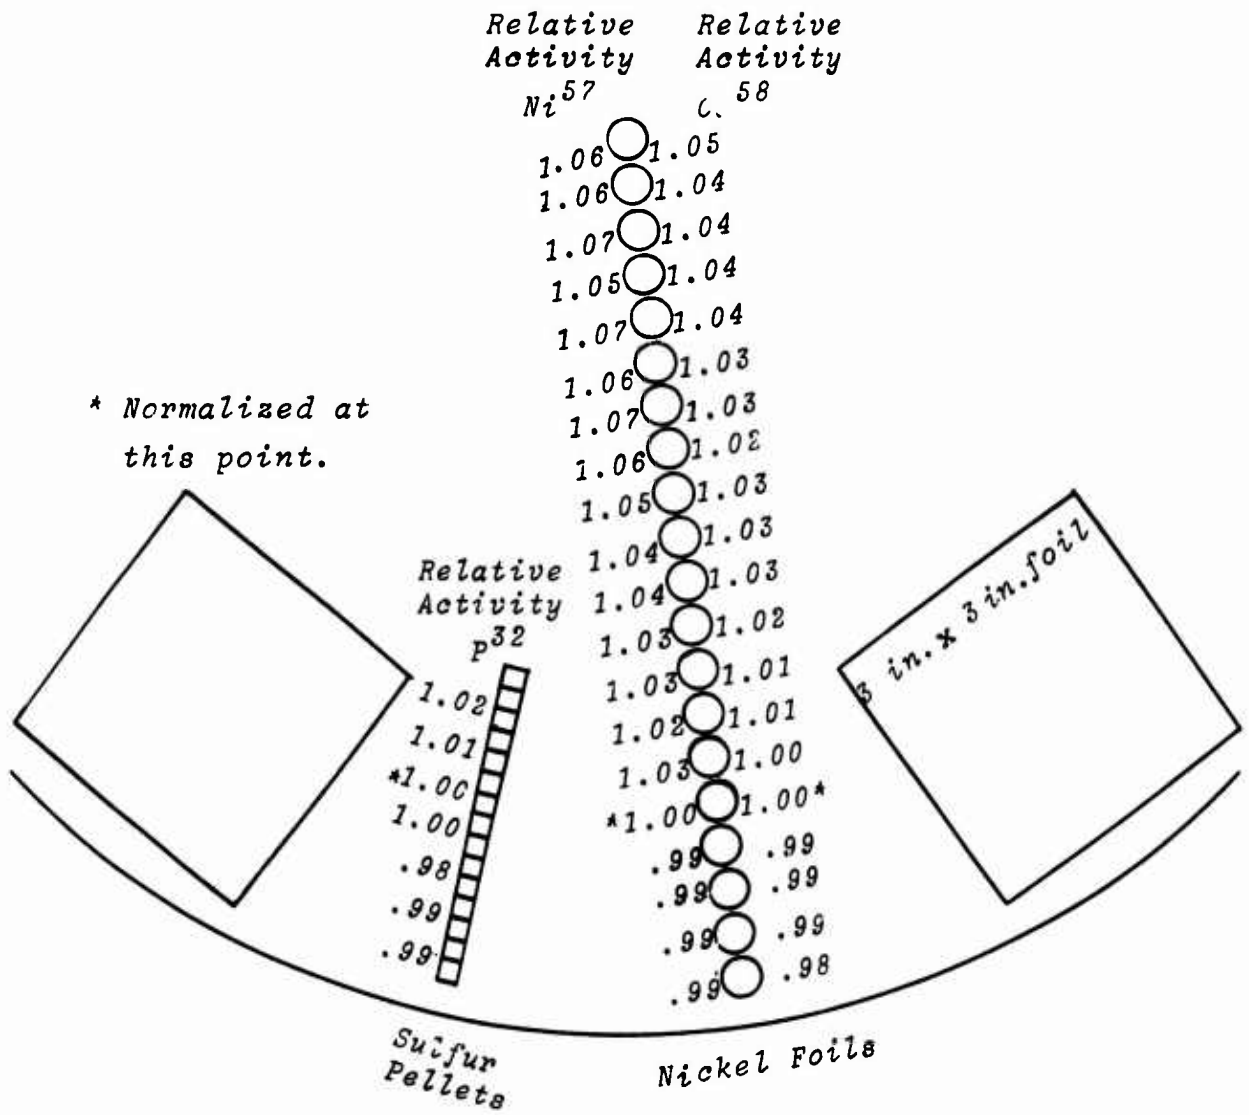 Relative
Activity
Ni57
Relative
Activity
58
1.06 1.05
1.06 1.04
1.07 1.04
1.05 1.04
1.07 1.04
1.06 1.03
1.07 1.03
1.06 1.02
1.05 1.03
1.04 1.03
1.04 1.03
1.03 1.02
1.03 1.01
1.02 1.01
1.03 1.00
*1.00 1.00*
.99 .99
.99 .99
.99 .99
.99 .98
* Normalized at
this point.
Relative
Activity
P32
1.02
1.01
*1.00
1.00
.98
.99
.99
3 in. x 3 in. foil
Sulfur
Pellets
Nickel Foils